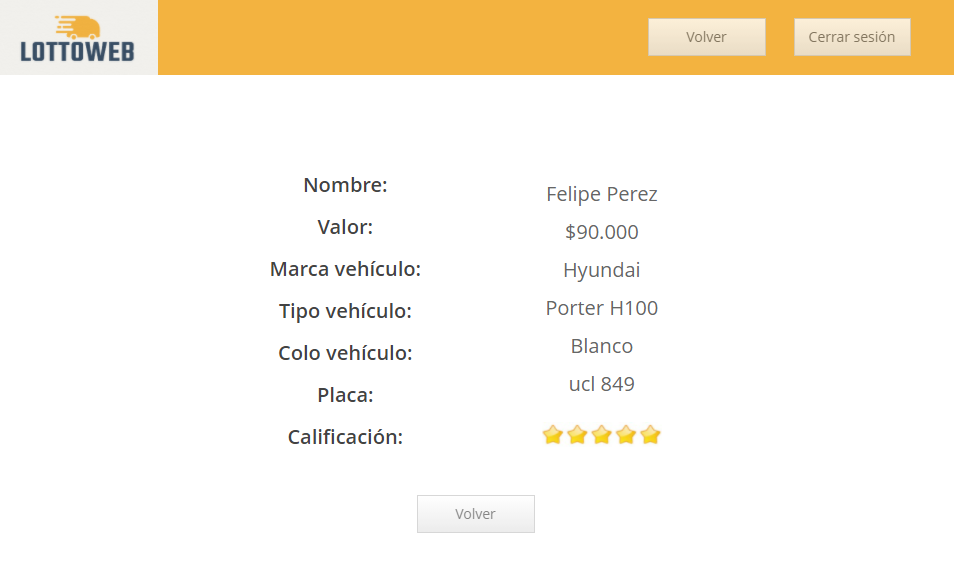 LOTTOWEB
Volver
Cerrar sesión
Nombre: Felipe Perez
Valor: $90.000
Marca vehículo: Hyundai
Tipo vehículo: Porter H100
Colo vehículo: Blanco
Placa: ucl 849
Calificación:
Volver